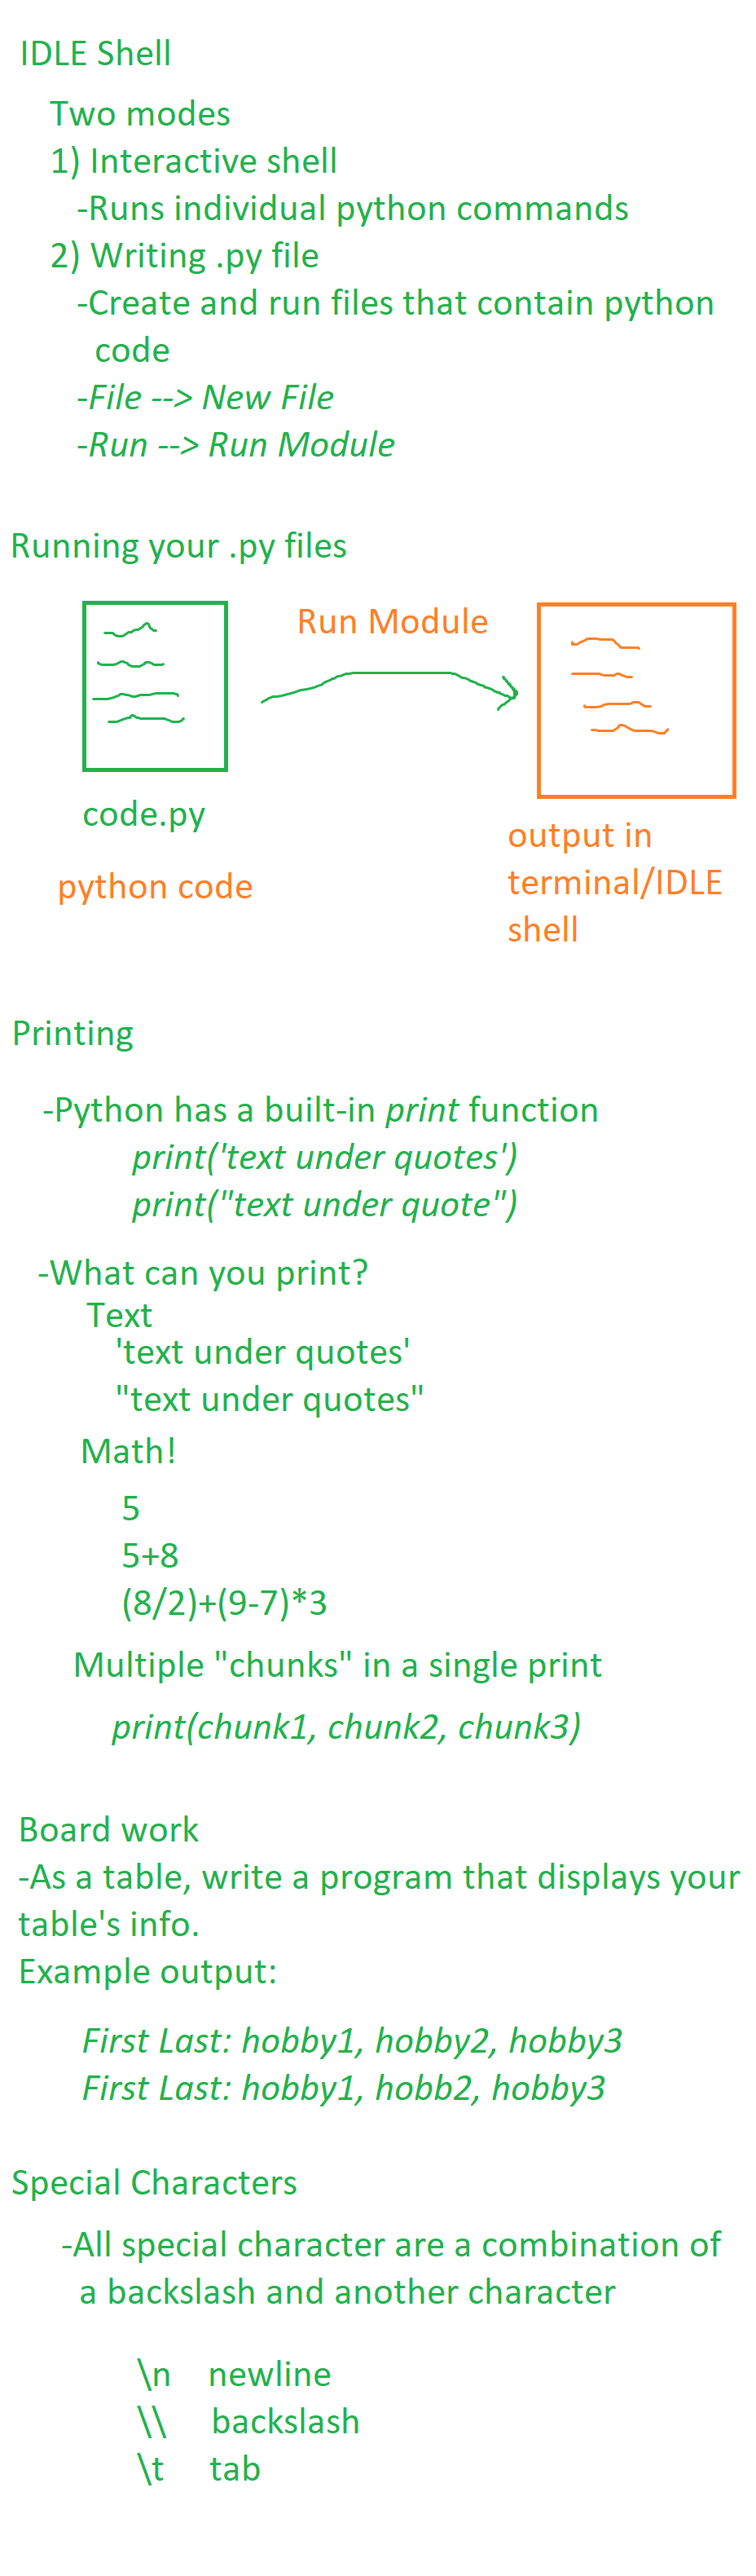 IDLE Shell
Two modes
1) Interactive shell
-Runs individual python commands
2) Writing .py file
-Create and run files that contain python
code
-File --> New File
-Run --> Run Module
Running your .py files
Run Module
code.py
python code
output in
terminal/IDLE
shell
Printing
-Python has a built-in print function
print('text under quotes')
print("text under quote")
-What can you print?
Text
'text under quotes'
"text under quotes"
Math!
5
5+8
(8/2)+(9-7)*3
Multiple "chunks" in a single print
print(chunk1, chunk2, chunk3)
Board work
-As a table, write a program that displays your
table's info.
Example output:
First Last: hobby1, hobby2, hobby3
First Last: hobby1, hobb2, hobby3
Special Characters
-All special character are a combination of
a backslash and another character
\n newline
\\ backslash
\t tab